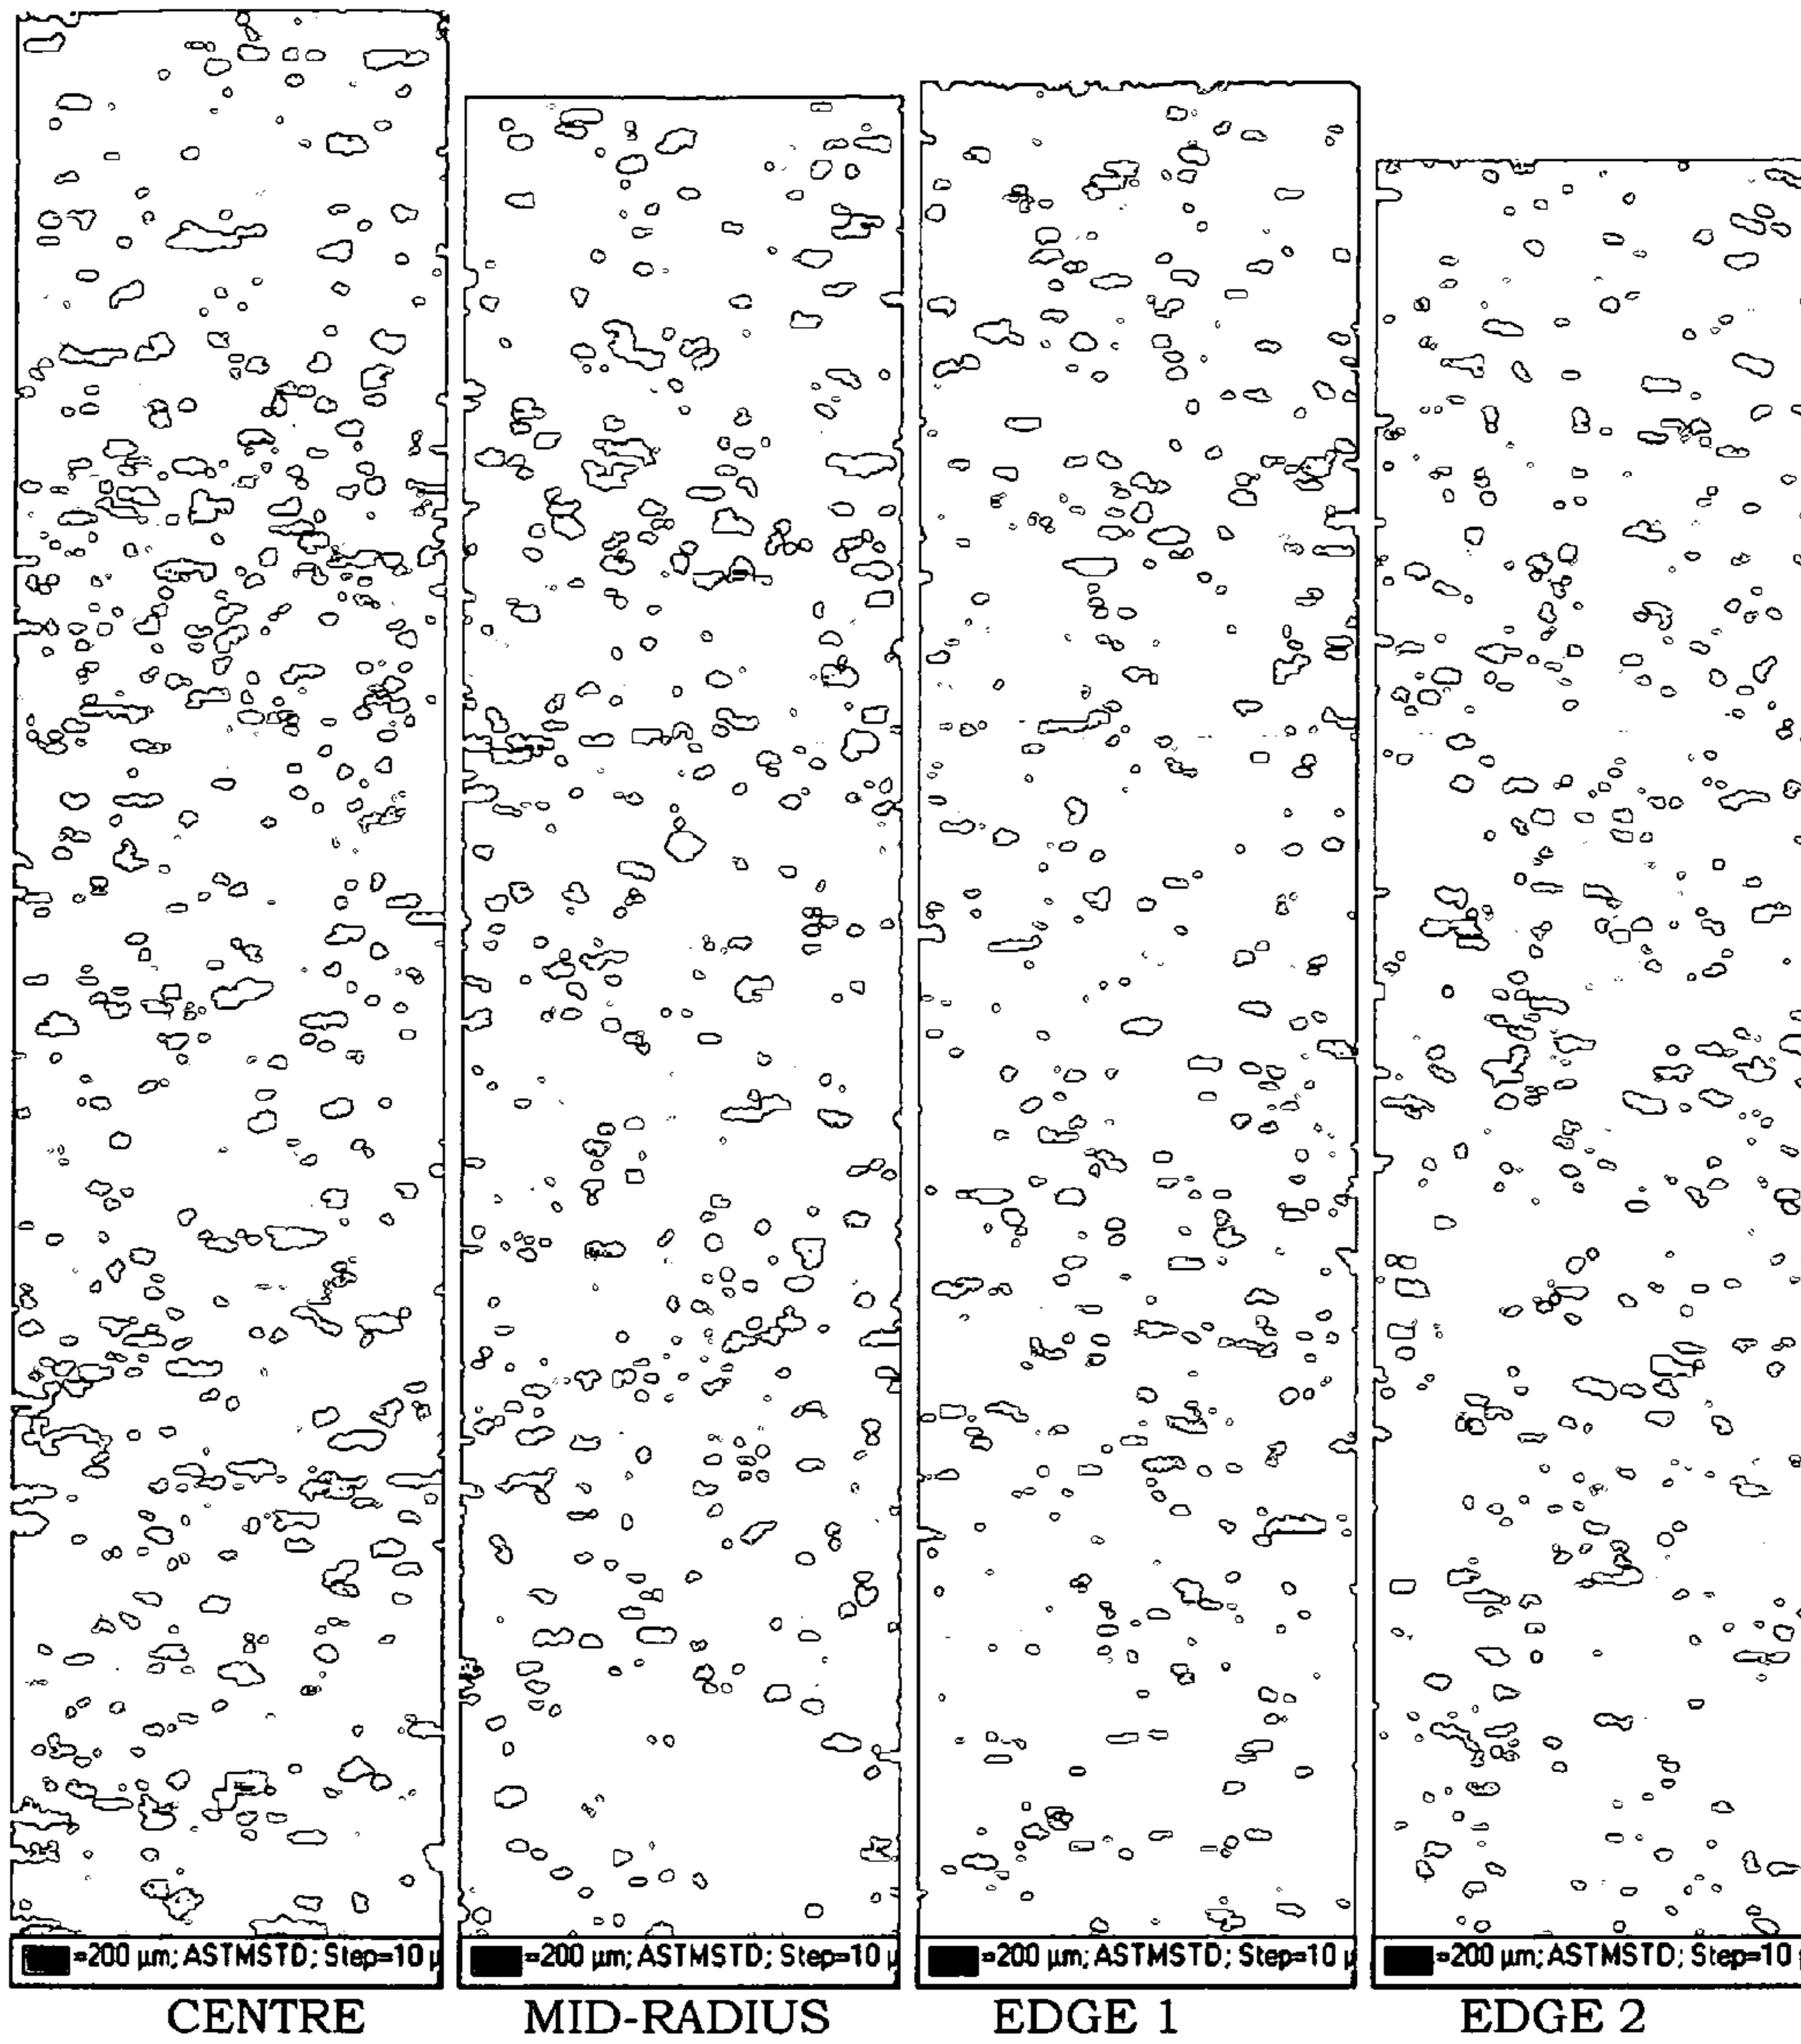 =200 µm; ASTMSTD; Step=10 µ
=200 µm; ASTMSTD; Step=10 µ
=200 µm; ASTMSTD; Step=10 µ
=200 µm; ASTMSTD; Step=10
CENTRE
MID-RADIUS
EDGE 1
EDGE 2